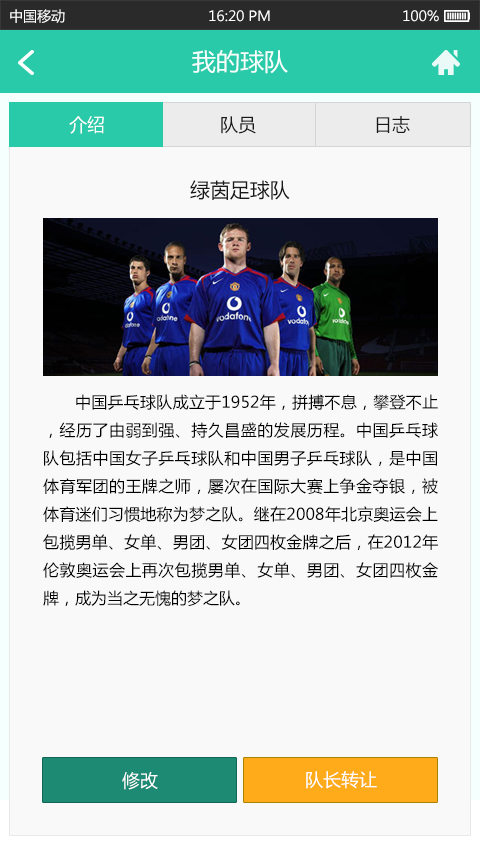 中国移动 16:20 PM 100%
我的球队
介绍 队员 日志
绿茵足球队
vodafone vodafone vodafone vodafone
中国乒乓球队成立于1952年，拼搏不息，攀登不止
，经历了由弱到强、持久昌盛的发展历程。中国乒乓球
队包括中国女子乒乓球队和中国男子乒乓球队，是中国
体育军团的王牌之师，屡次在国际大赛上争金夺银，被
体育迷们习惯地称为梦之队。继在2008年北京奥运会上
包揽男单、女单、男团、女团四枚金牌之后，在2012年
伦敦奥运会上再次包揽男单、女单、男团、女团四枚金
牌，成为当之无愧的梦之队。
修改 队长转让